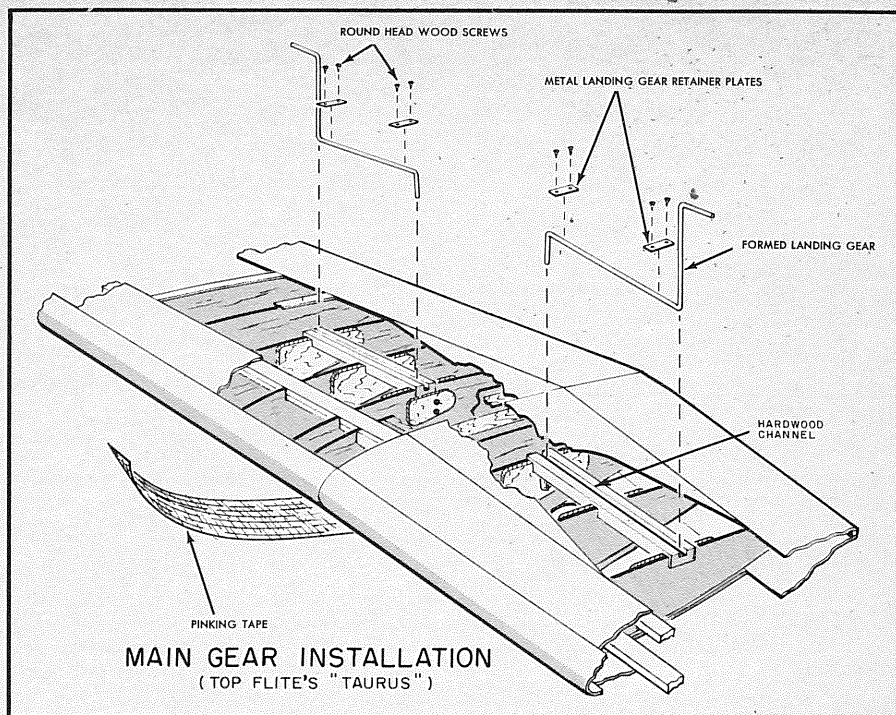 ROUND HEAD WOOD SCREWS
METAL LANDING GEAR RETAINER PLATES
FORMED LANDING GEAR
HARDWOOD
CHANNEL
PINKING TAPE
MAIN GEAR INSTALLATION
(TOP FLITE'S "TAURUS")